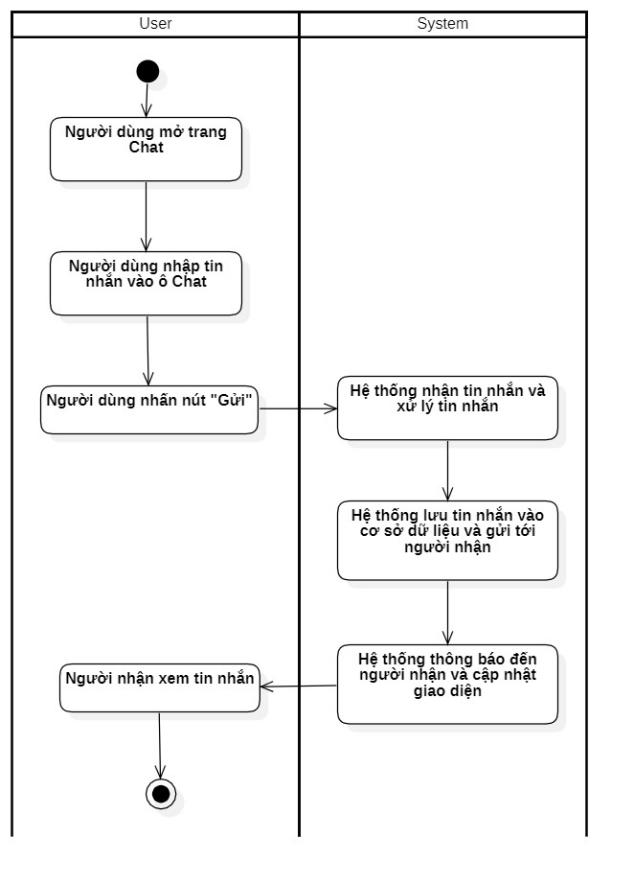 User
System
Người dùng mở trang
Chat
Người dùng nhập tin
nhắn vào ô Chat
Người dùng nhấn nút "Gửi"
Hệ thống nhận tin nhắn và
xử lý tin nhắn
Hệ thống lưu tin nhắn vào
cơ sở dữ liệu và gửi tới
người nhận
Hệ thống thông báo đến
người nhận và cập nhật
giao diện
Người nhận xem tin nhắn